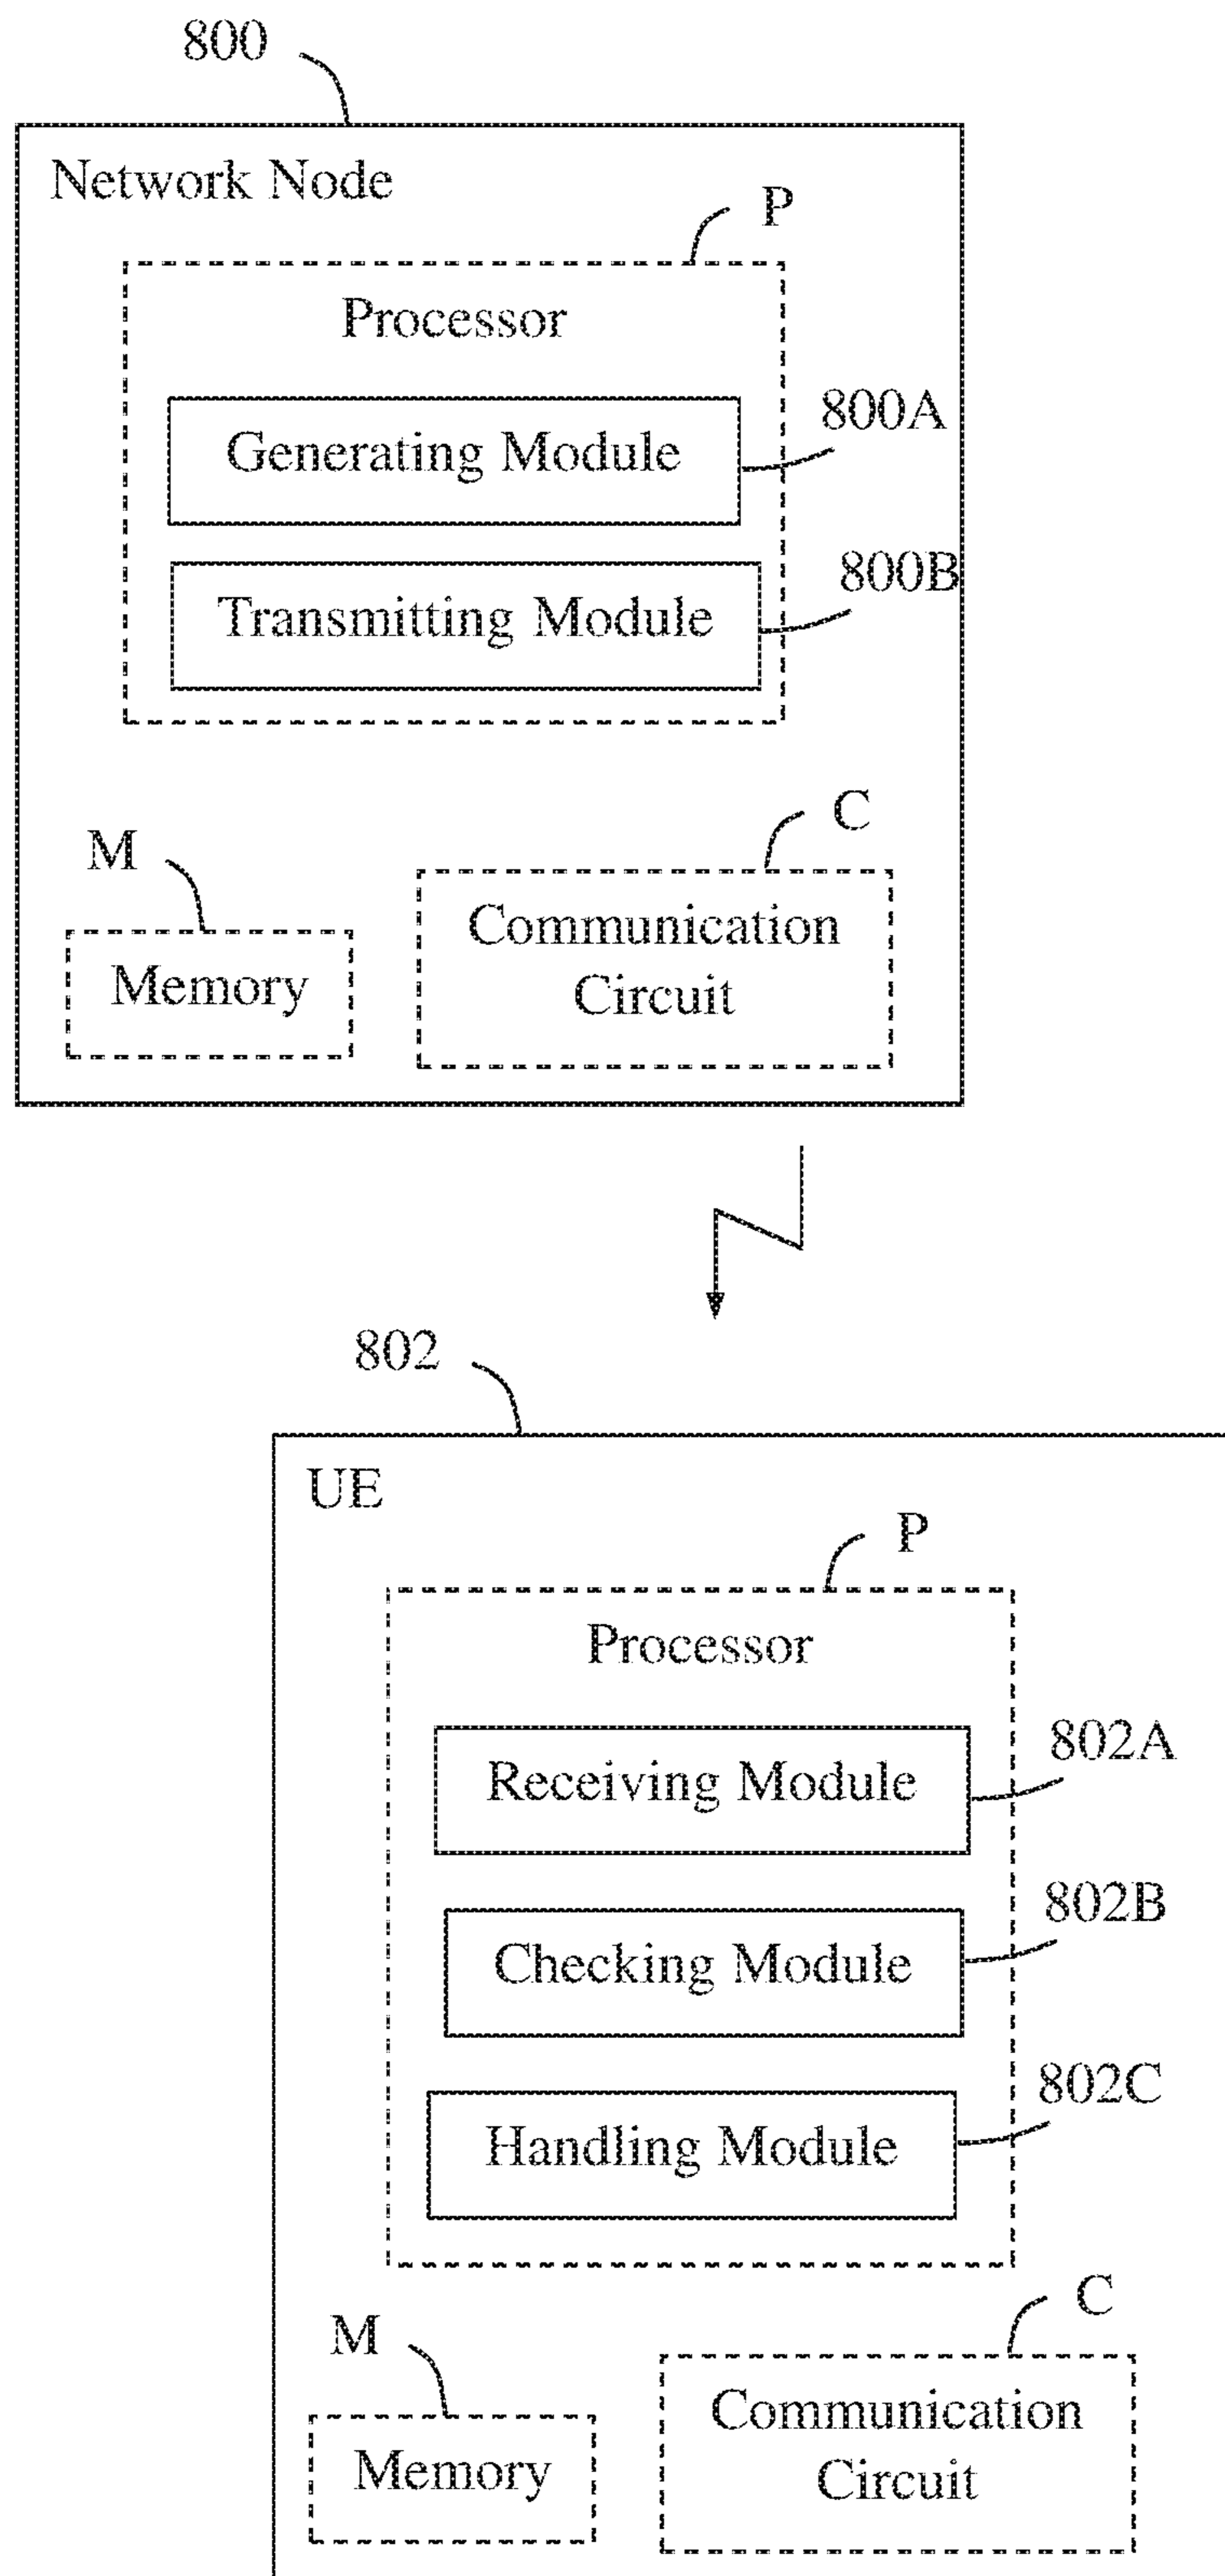 800
Network Node
P
Processor
Generating Module
800A
Transmitting Module
800B
C
M
Communication
Circuit
Memory
802
UE
P
Processor
Receiving Module
802A
Checking Module
802B
Handling Module
802C
C
M
Communication
Circuit
Memory